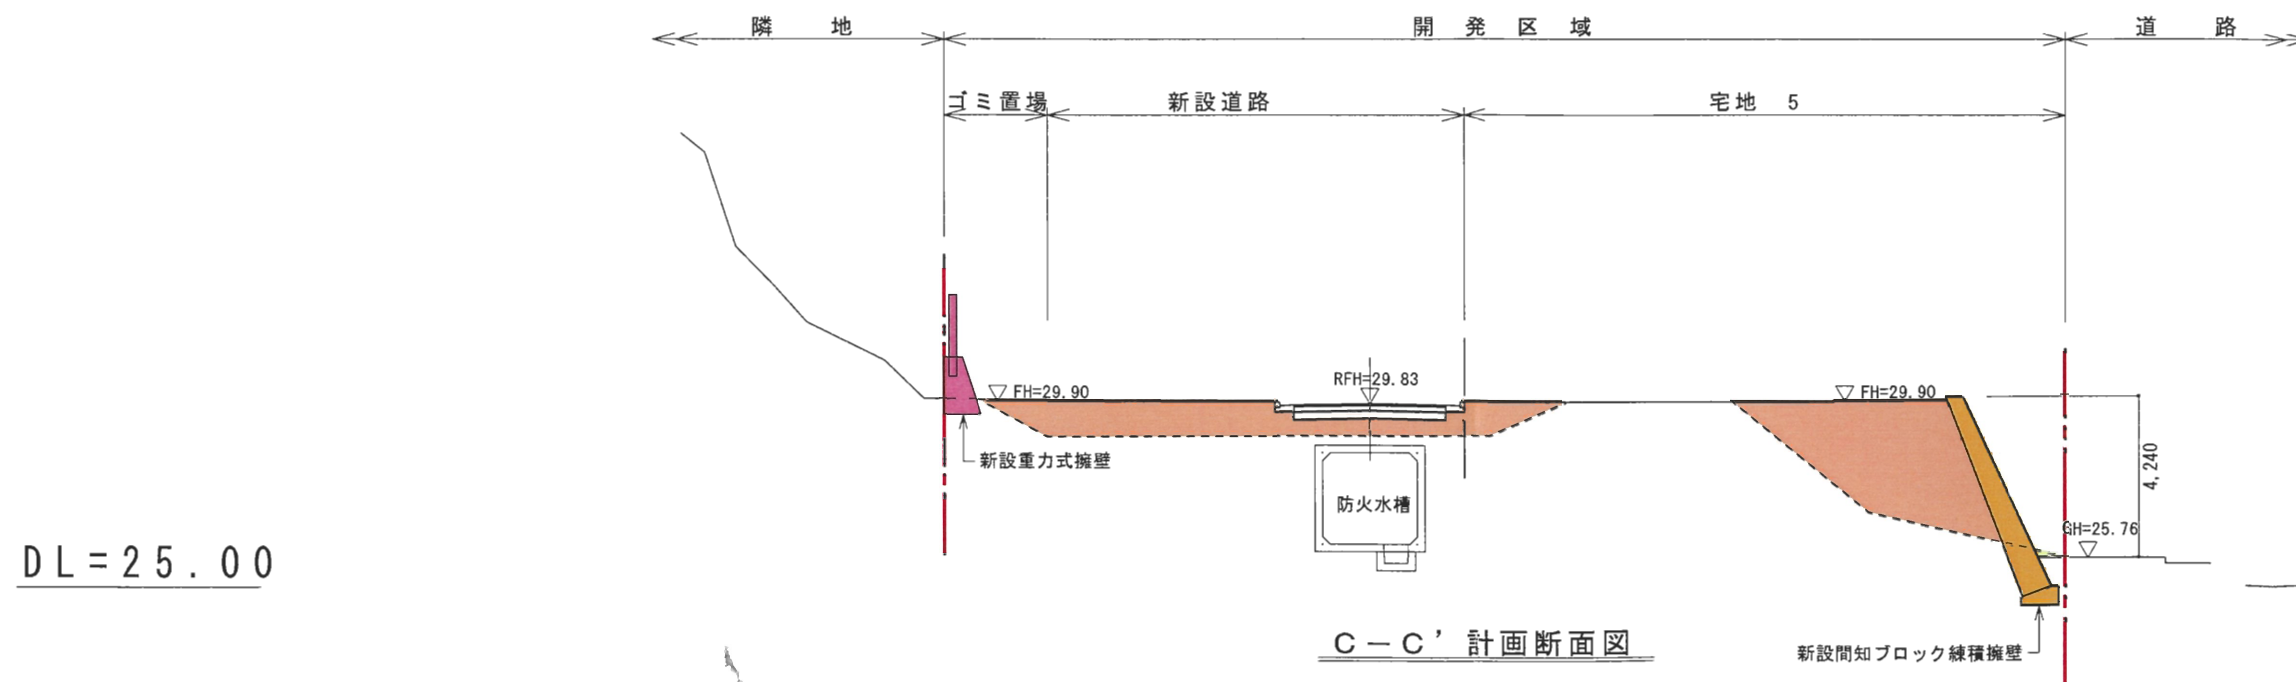 隣地
開発区域
道路
ゴミ置場
新設道路
宅地 5
FH=29.90
RFH=29.83
FH=29.90
新設重力式擁壁
防火水槽
4,240
GH=25.76
DL=25.00
C－C’計画断面図
新設間知ブロック練積擁壁